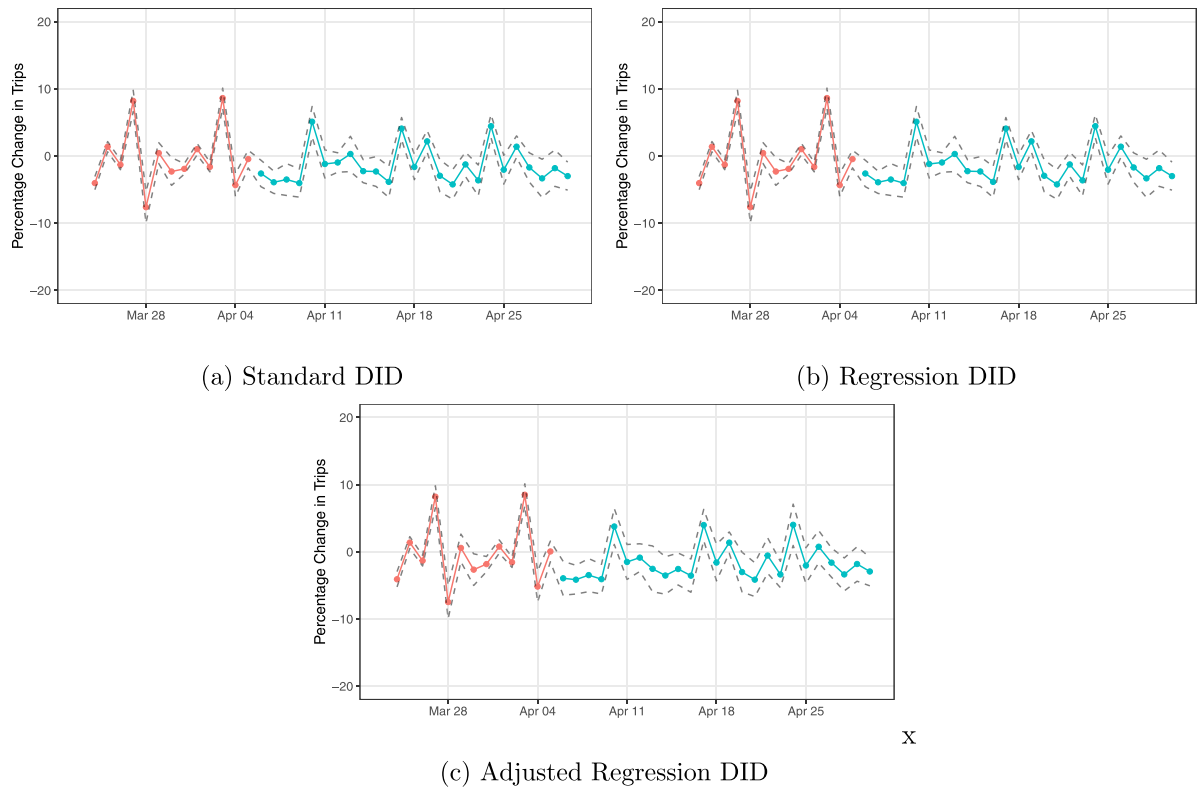 Percentage Change in Trips
20
10
0
−10
−20
Mar 28 Apr 04 Apr 11 Apr 18 Apr 25
(a) Standard DID
Percentage Change in Trips
20
10
0
−10
−20
Mar 28 Apr 04 Apr 11 Apr 18 Apr 25
(b) Regression DID
Percentage Change in Trips
20
10
0
−10
−20
Mar 28 Apr 04 Apr 11 Apr 18 Apr 25
x
(c) Adjusted Regression DID